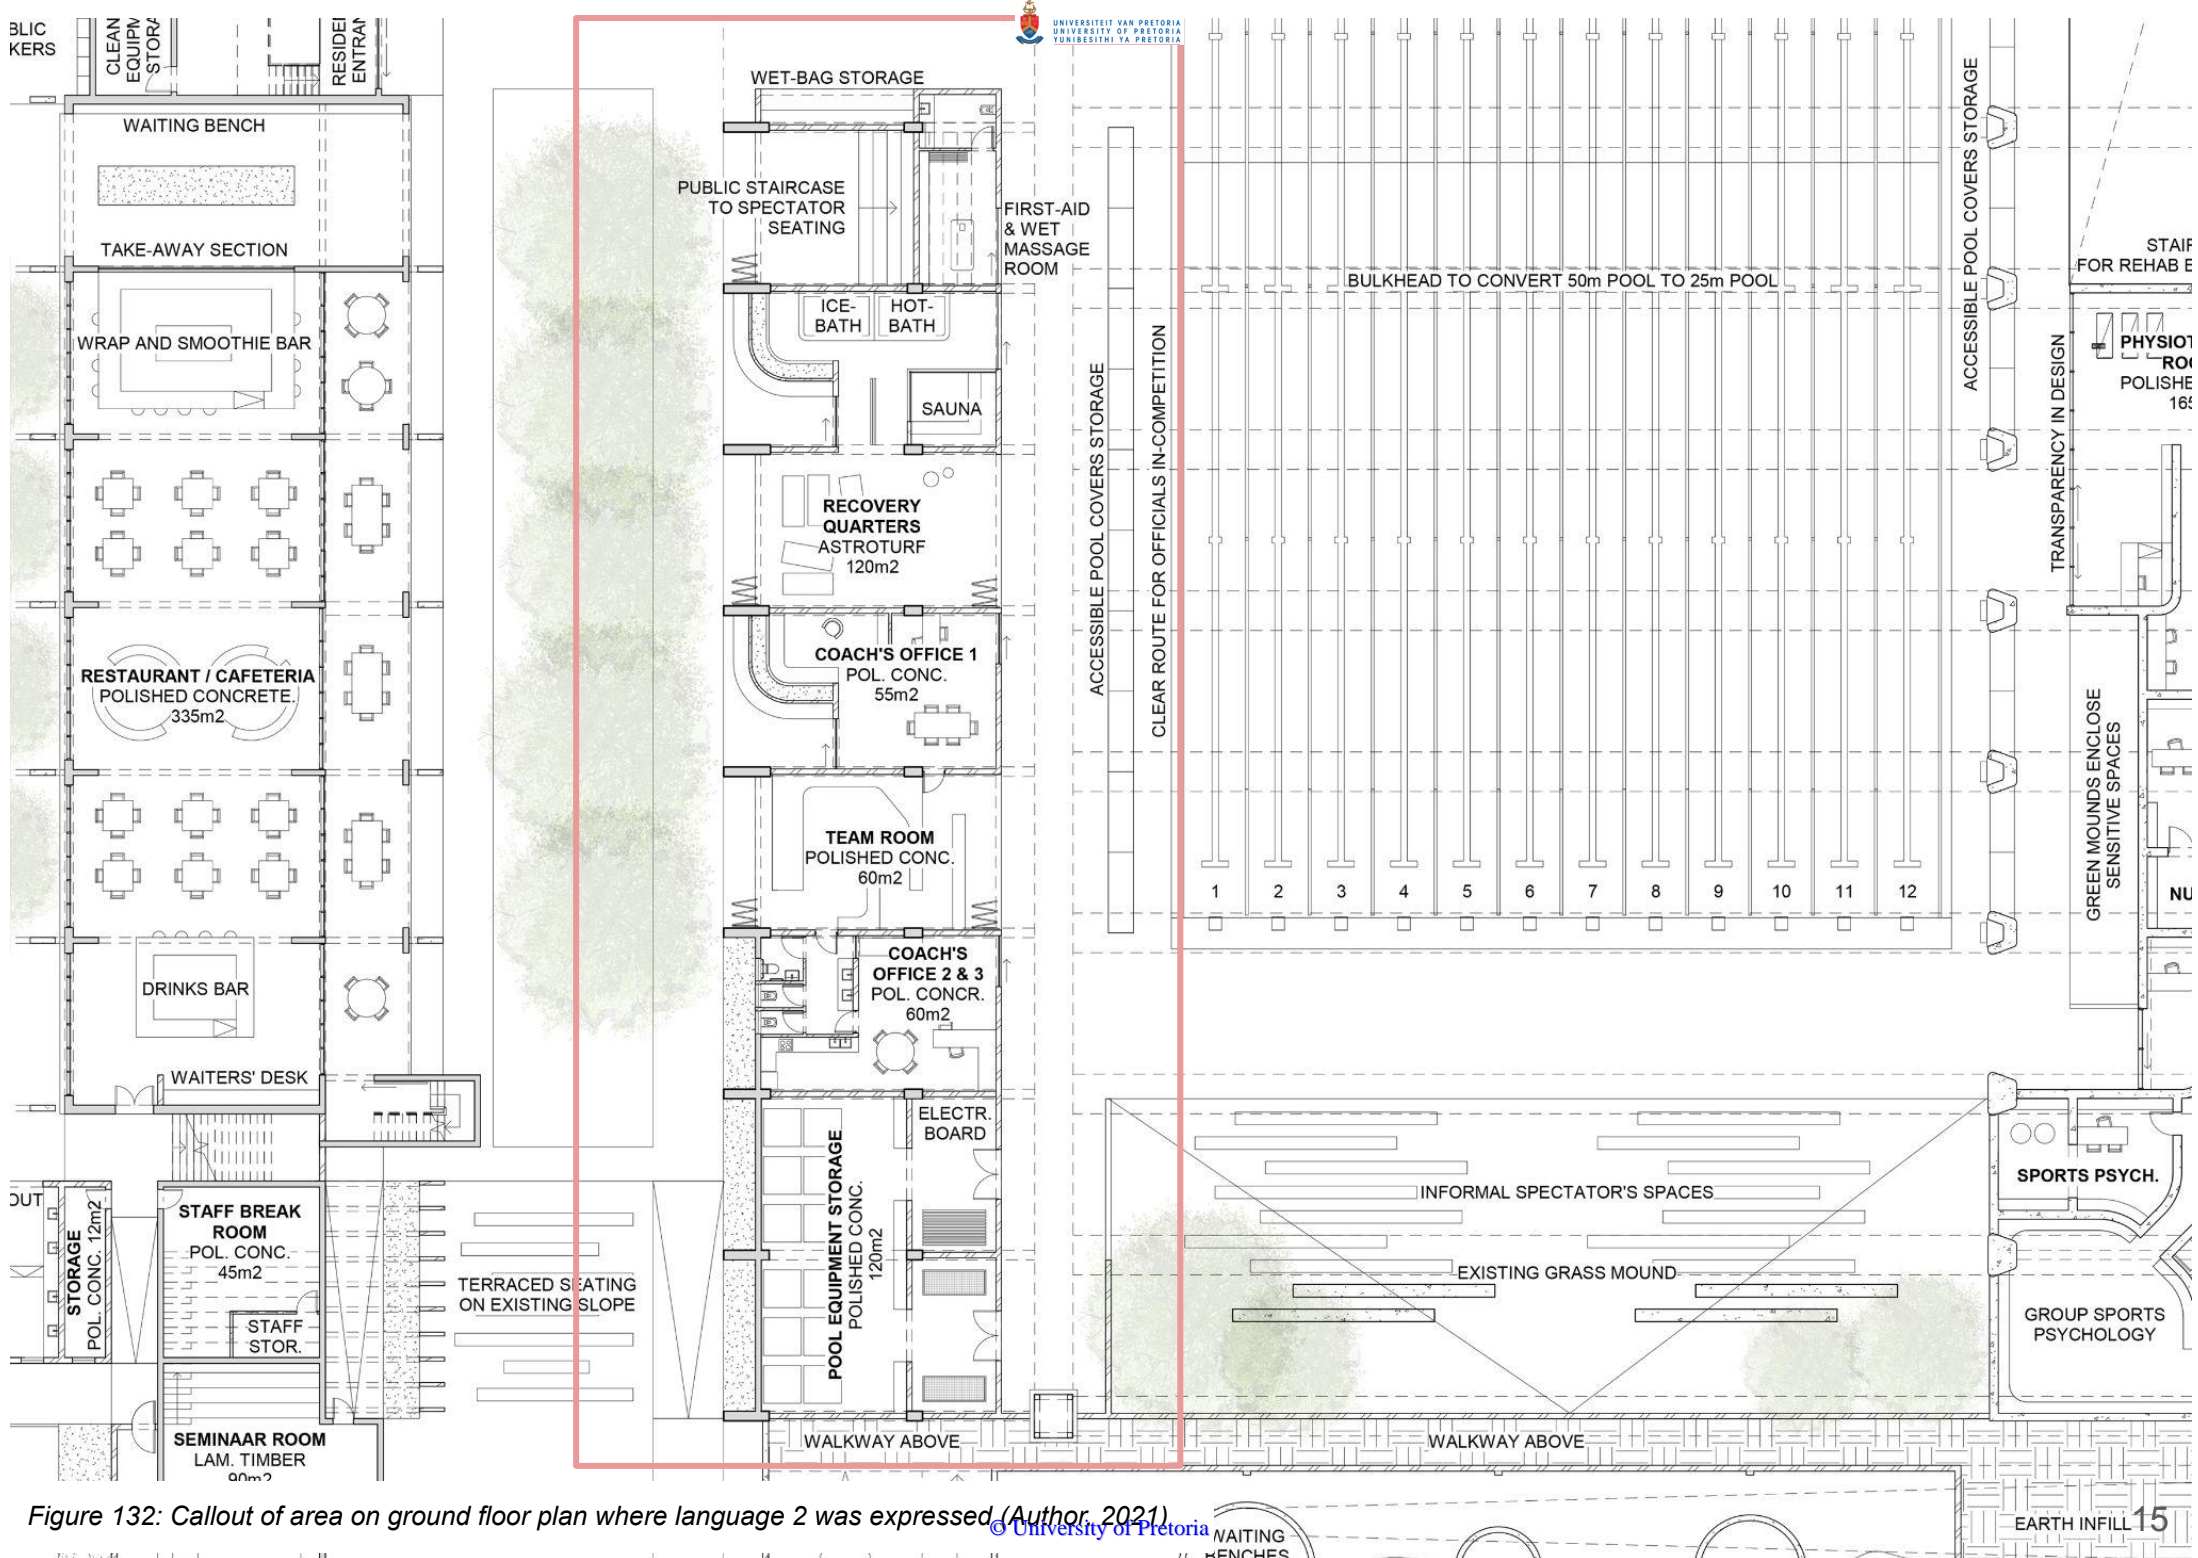 UNIVERSITEIT VAN PRETORIA
UNIVERSITY OF PRETORIA
YUNIBESITHI YA PRETORIA
BLIC
KERS
CLEAN
EQUIPM
STORA
RESIDE
ENTRAN
WAITING BENCH
TAKE-AWAY SECTION
WRAP AND SMOOTHIE BAR
RESTAURANT / CAFETERIA
POLISHED CONCRETE.
335m2
DRINKS BAR
WAITERS' DESK
OUT
STORAGE
POL. CONC. 12m2
STAFF BREAK
ROOM
POL. CONC.
45m2
STAFF
STOR.
SEMINAAR ROOM
LAM. TIMBER
90m2
TERRACED SEATING
ON EXISTING SLOPE
WET-BAG STORAGE
PUBLIC STAIRCASE
TO SPECTATOR
SEATING
FIRST-AID
& WET
MASSAGE
ROOM
ICE-
BATH
HOT-
BATH
SAUNA
RECOVERY
QUARTERS
ASTROTURF
120m2
COACH'S OFFICE 1
POL. CONC.
55m2
TEAM ROOM
POLISHED CONC.
60m2
COACH'S
OFFICE 2 & 3
POL. CONCR.
60m2
ELECTR.
BOARD
POOL EQUIPMENT STORAGE
POLISHED CONC.
120m2
WALKWAY ABOVE
ACCESSIBLE POOL COVERS STORAGE
CLEAR ROUTE FOR OFFICIALS IN-COMPETITION
BULKHEAD TO CONVERT 50m POOL TO 25m POOL
1 2 3 4 5 6 7 8 9 10 11 12
ACCESSIBLE POOL COVERS STORAGE
STAIR
FOR REHAB E
TRANSPARENCY IN DESIGN
PHYSIOT
ROO
POLISHE
165
GREEN MOUNDS ENCLOSE
SENSITIVE SPACES
NU
INFORMAL SPECTATOR'S SPACES
EXISTING GRASS MOUND
SPORTS PSYCH.
GROUP SPORTS
PSYCHOLOGY
WALKWAY ABOVE
WAITING
BENCHES
EARTH INFILL
15
Figure 132: Callout of area on ground floor plan where language 2 was expressed (Author, 2021)
© University of Pretoria